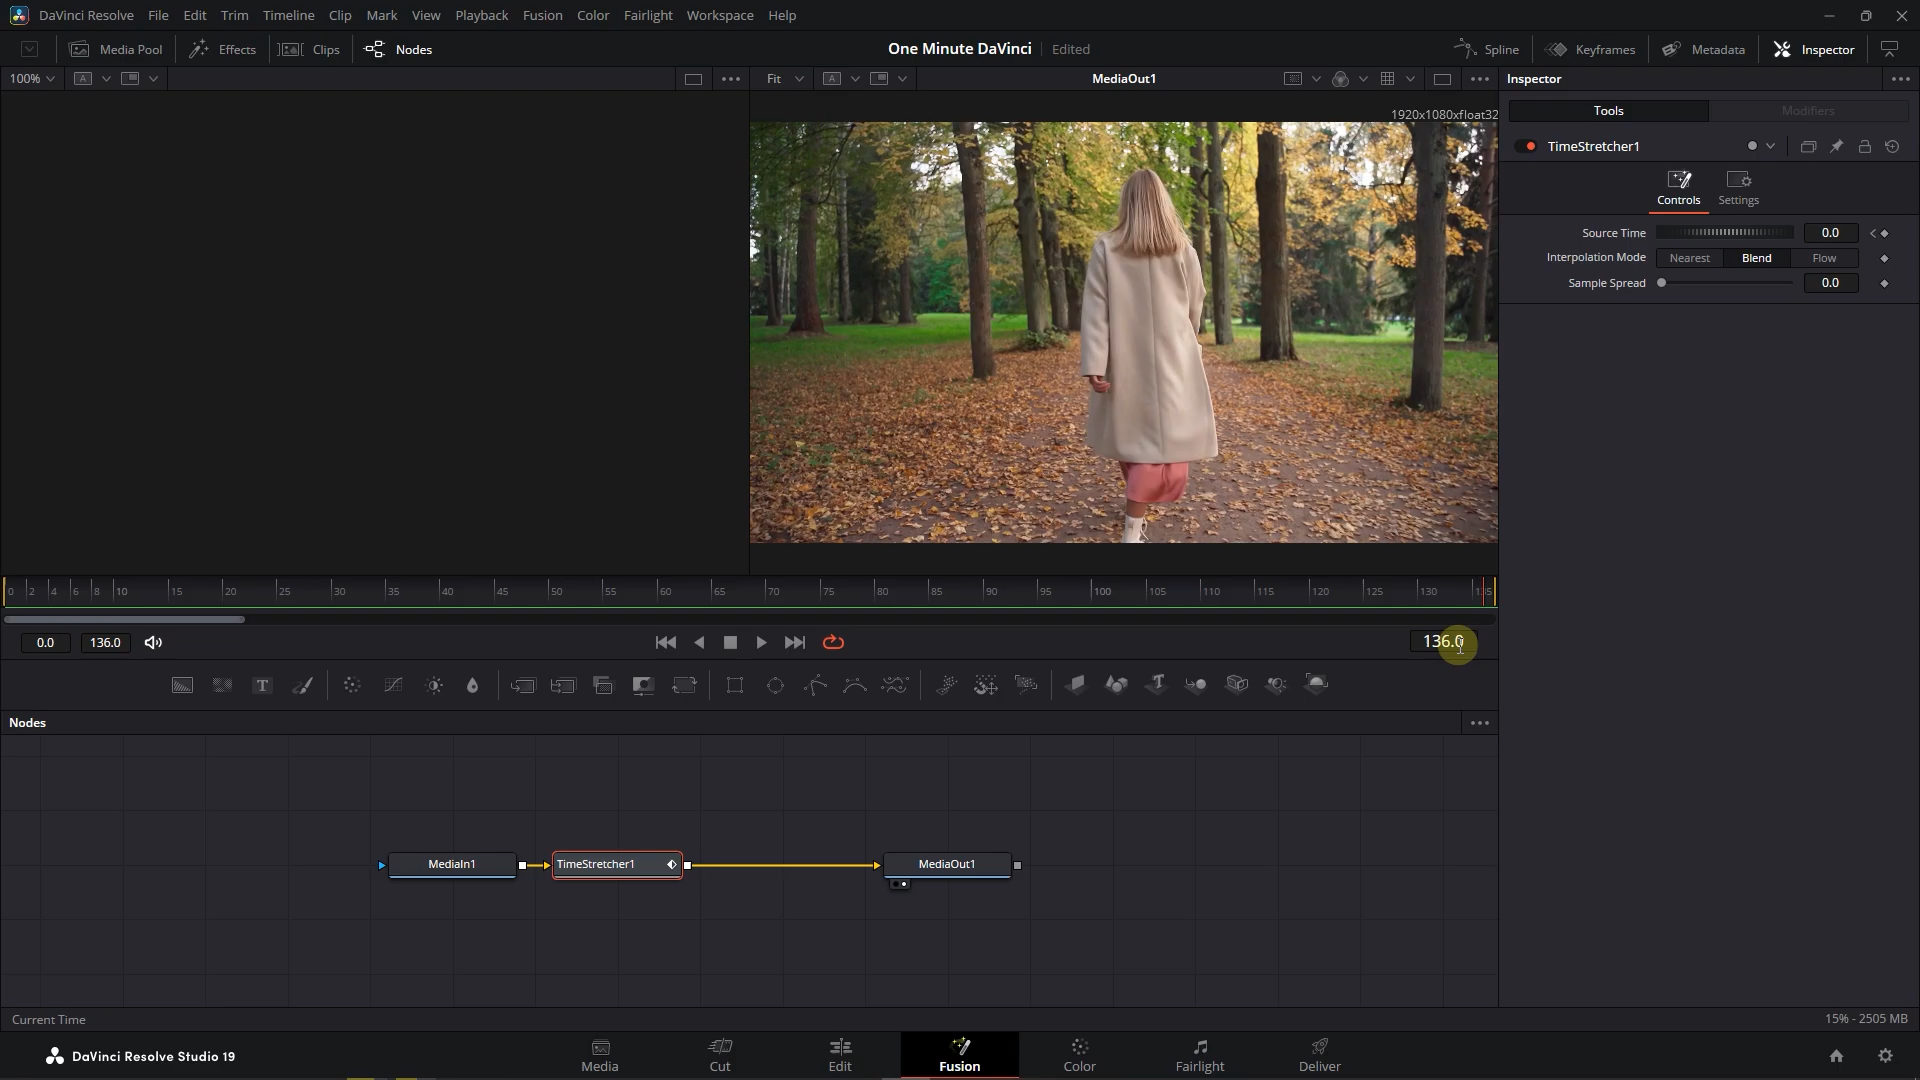 DaVinci Resolve File Edit Trim Timeline Clip Mark View Playback Fusion Color Fairlight Workspace Help
Media Pool Effects Clips Nodes One Minute DaVinci Edited Spline Keyframes Metadata Inspector
100% A Fit A MediaOut1 Inspector
1920x1080xfloat32
Tools Modifiers
TimeStretcher1
Controls Settings
Source Time 0.0
Interpolation Mode Nearest Blend Flow
Sample Spread 0.0
0 2 4 6 8 10 15 20 25 30 35 40 45 50 55 60 65 70 75 80 85 90 95 100 105 110 115 120 125 130 135
0.0 136.0 136.0
T T
Nodes
MediaIn1 TimeStretcher1 MediaOut1
Current Time 15% - 2505 MB
DaVinci Resolve Studio 19 Media Cut Edit Fusion Color Fairlight Deliver